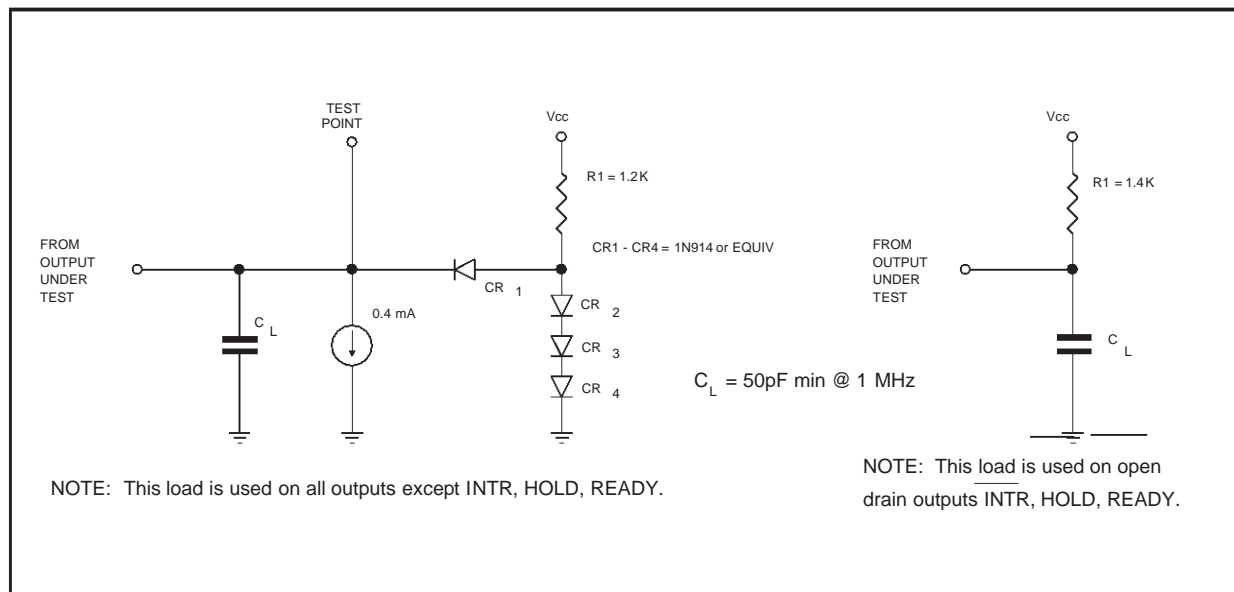 TEST
POINT
Vcc
R1 = 1.2K
FROM
OUTPUT
UNDER
TEST
CR1 - CR4 = 1N914 or EQUIV
CR 1
CR 2
CR 3
CR 4
0.4 mA
C L
C L = 50pF min @ 1 MHz
NOTE: This load is used on all outputs except INTR, HOLD, READY.
Vcc
R1 = 1.4K
FROM
OUTPUT
UNDER
TEST
C L
NOTE: This load is used on open
drain outputs INTR, HOLD, READY.